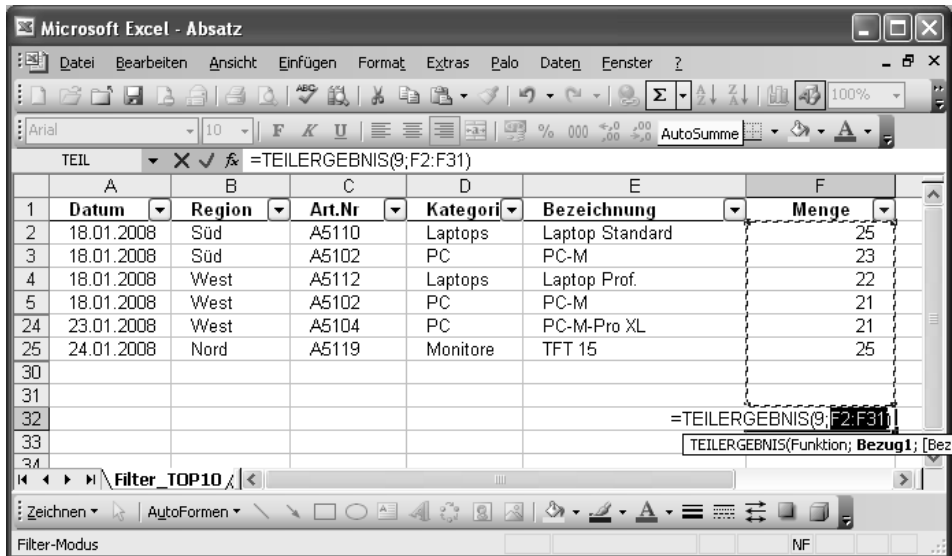 Microsoft Excel - Absatz
Datei Bearbeiten Ansicht Einfügen Format Extras Palo Daten Fenster ?
ABC Σ A Z Z A 100%
Arial 10 F K U % 000 ,00 ,00 AutoSumme A
TEIL fx =TEILERGEBNIS(9;F2:F31)
A B C D E F
1 Datum Region Art.Nr Kategori Bezeichnung Menge
2 18.01.2008 Süd A5110 Laptops Laptop Standard 25
3 18.01.2008 Süd A5102 PC PC-M 23
4 18.01.2008 West A5112 Laptops Laptop Prof. 22
5 18.01.2008 West A5102 PC PC-M 21
24 23.01.2008 West A5104 PC PC-M-Pro XL 21
25 24.01.2008 Nord A5119 Monitore TFT 15 25
30
31
32 =TEILERGEBNIS(9;F2:F31)
33 TEILERGEBNIS(Funktion; Bezug1; [Bez
34
Filter_TOP10
Zeichnen AutoFormen A A
Filter-Modus NF